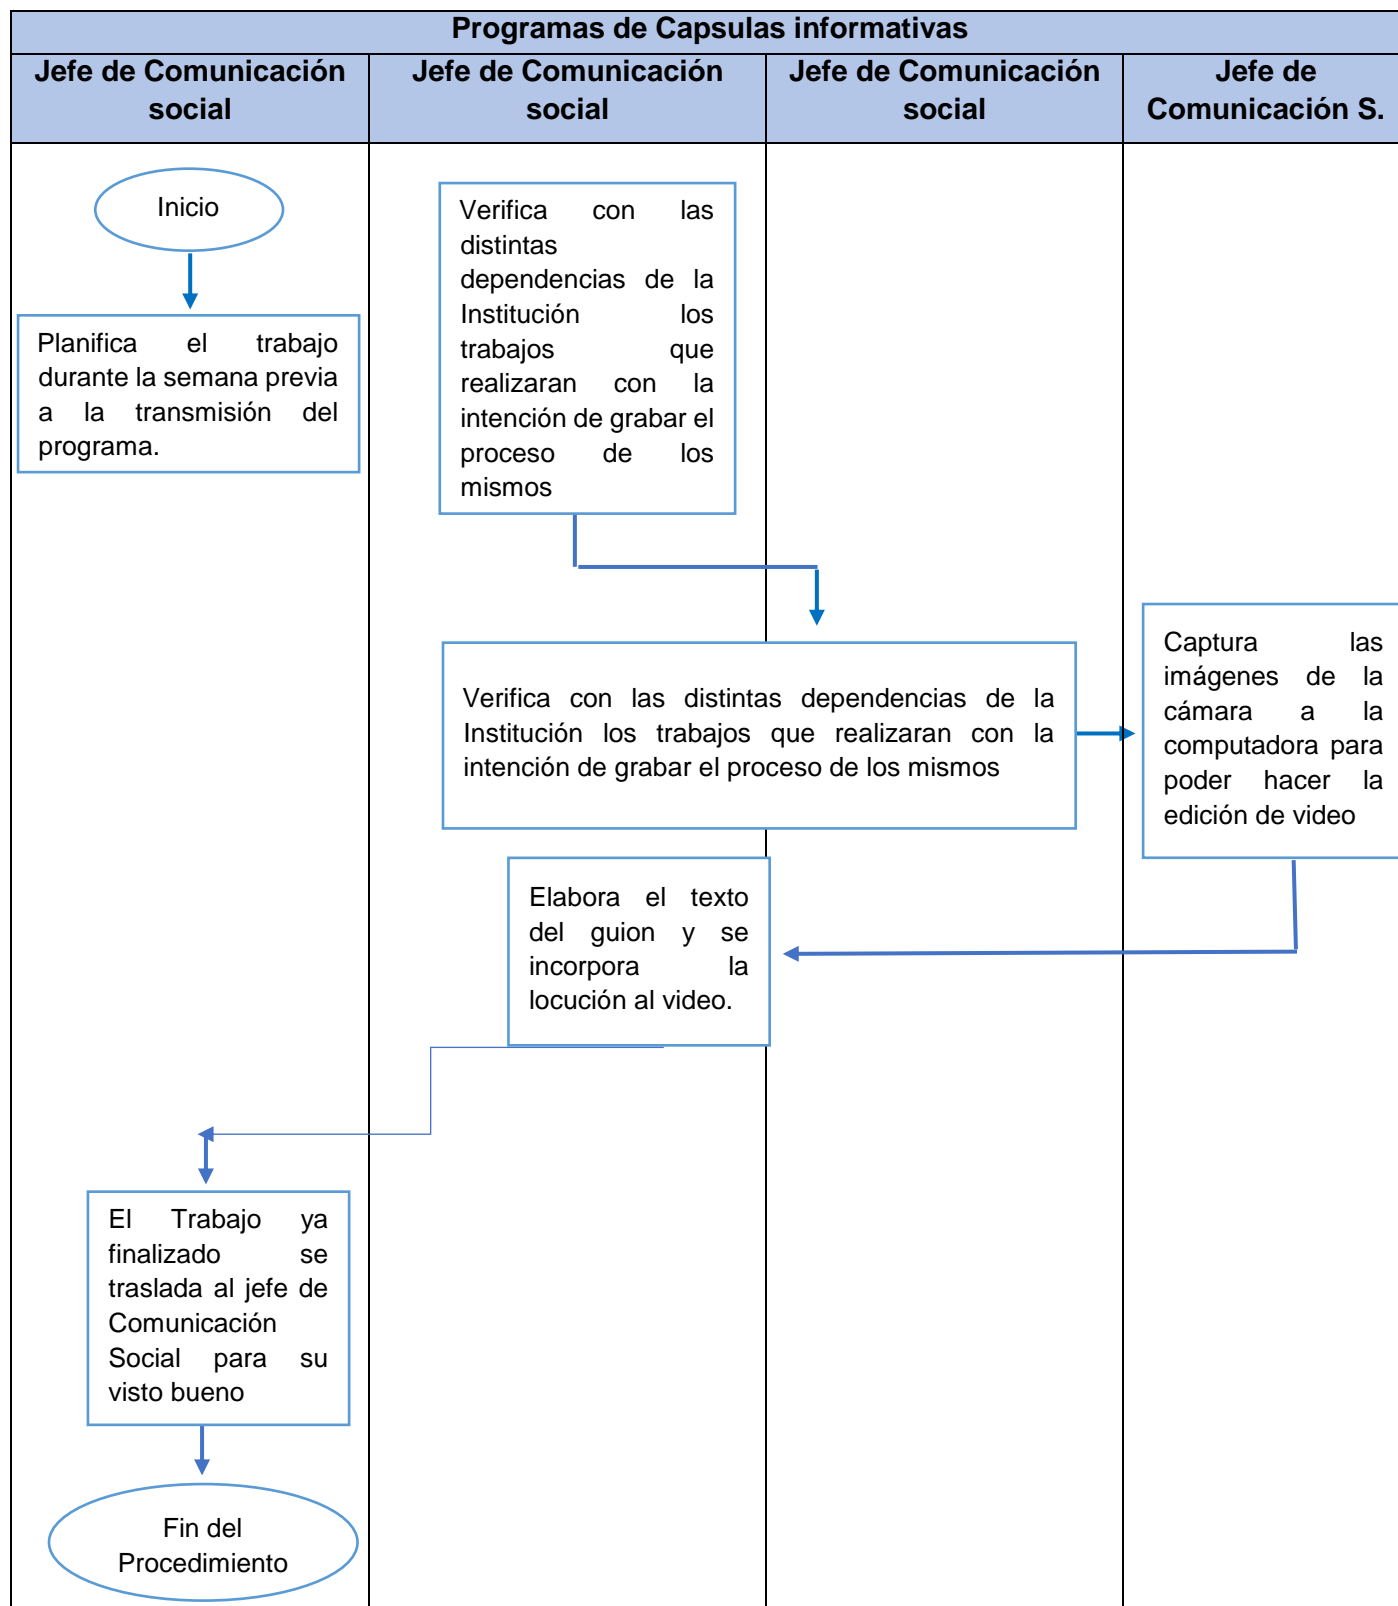 Programas de Capsulas informativas
Jefe de Comunicación
social
Jefe de Comunicación
social
Jefe de Comunicación
social
Jefe de
Comunicación S.
Inicio
Planifica el trabajo
durante la semana previa
a la transmisión del
programa.
Verifica con las
distintas
dependencias de la
Institución los
trabajos que
realizaran con la
intención de grabar el
proceso de los
mismos
Verifica con las distintas dependencias de la
Institución los trabajos que realizaran con la
intención de grabar el proceso de los mismos
Captura las
imágenes de la
cámara a la
computadora para
poder hacer la
edición de video
Elabora el texto
del guion y se
incorpora la
locución al video.
El Trabajo ya
finalizado se
traslada al jefe de
Comunicación
Social para su
visto bueno
Fin del
Procedimiento